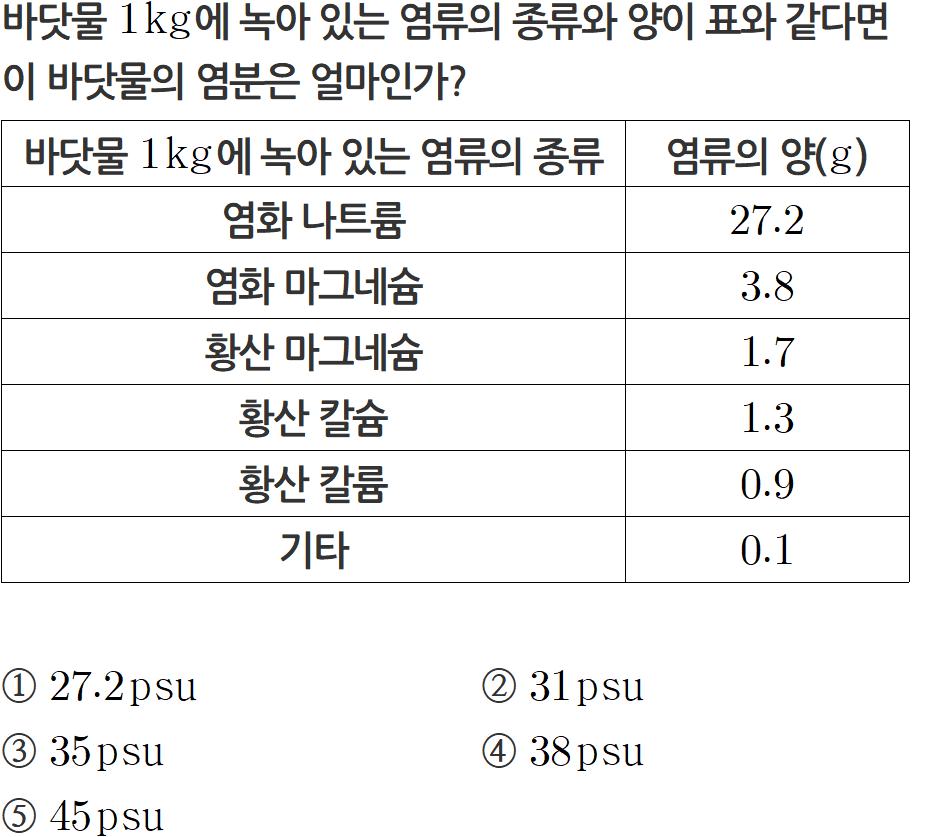 바닷물 1kg에 녹아 있는 염류의 종류와 양이 표와 같다면
이 바닷물의 염분은 얼마인가?
바닷물 1kg에 녹아 있는 염류의 종류 염류의 양(g)
염화 나트륨 27.2
염화 마그네슘 3.8
황산 마그네슘 1.7
황산 칼슘 1.3
황산 칼륨 0.9
기타 0.1
① 27.2psu ② 31psu
③ 35psu ④ 38psu
⑤ 45psu